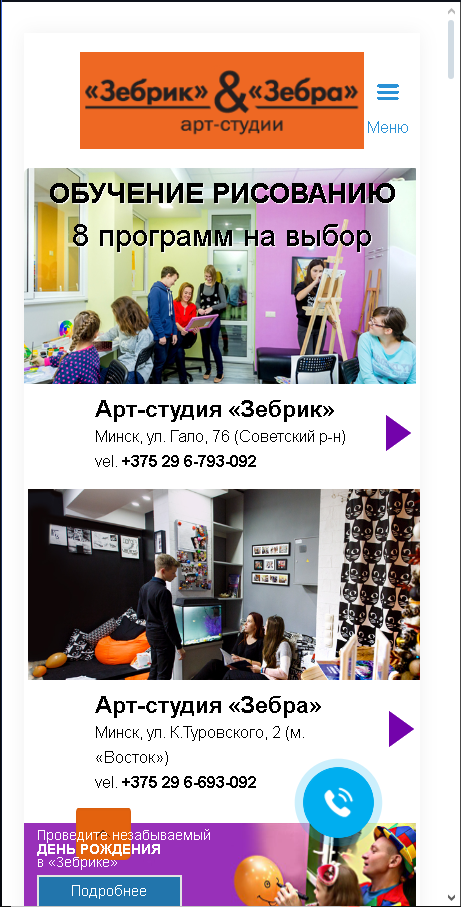 «Зебрик» & «Зебра»
арт-студии
Меню
ОБУЧЕНИЕ РИСОВАНИЮ
8 программ на выбор
Арт-студия «Зебрик»
Минск, ул. Гало, 76 (Советский р-н)
vel. +375 29 6-793-092
Арт-студия «Зебра»
Минск, ул. К.Туровского, 2 (м.
«Восток»)
vel. +375 29 6-693-092
Проведите незабываемый
ДЕНЬ РОЖДЕНИЯ
в «Зебрике»
Подробнее